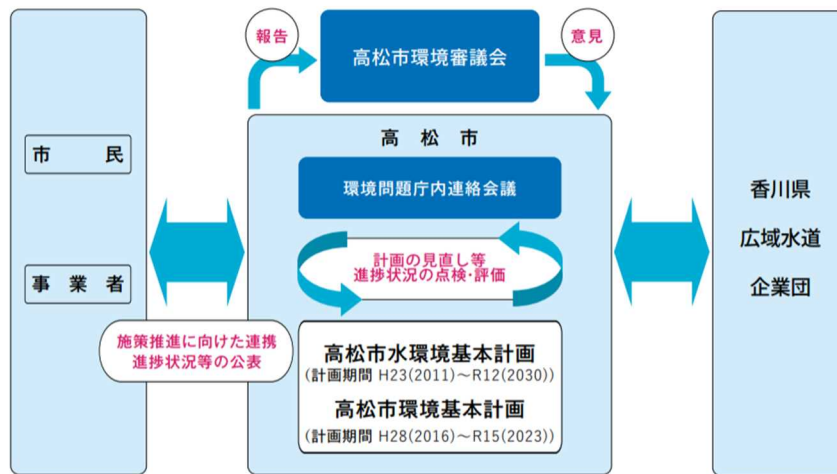 報告
高松市環境審議会
意見
市　　民
事　業　者
高　松　市
環境問題庁内連絡会議
計画の見直し等
進捗状況の点検・評価
施策推進に向けた連携
進捗状況等の公表
高松市水環境基本計画
(計画期間 H23(2011)～R12(2030))
高松市環境基本計画
(計画期間 H28(2016)～R15(2023))
香川県
広域水道
企業団